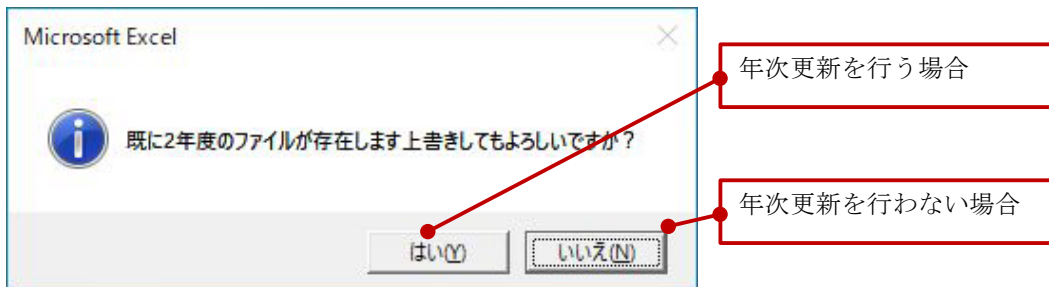 Microsoft Excel
年次更新を行う場合
既に2年度のファイルが存在します上書きしてもよろしいですか？
年次更新を行わない場合
はい(Y)
いいえ(N)